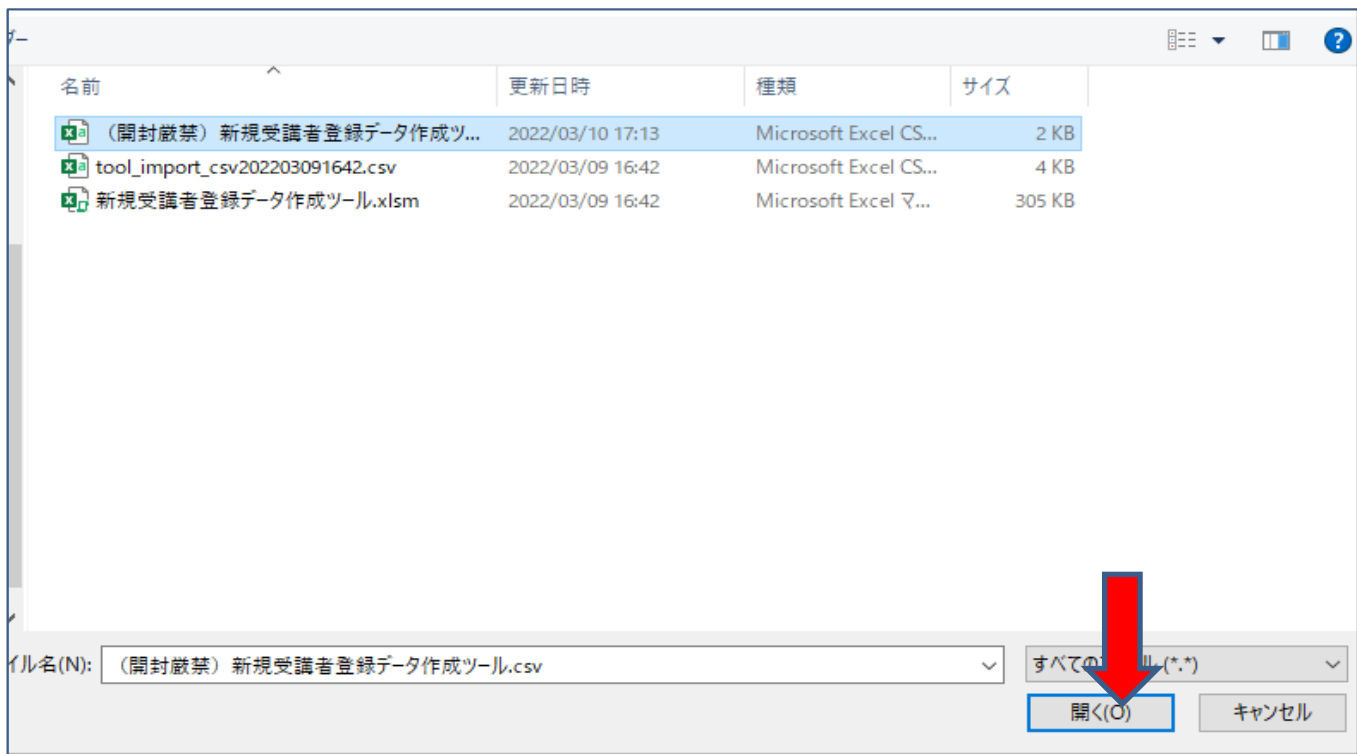 ダー
名前 更新日時 種類 サイズ
（開封厳禁）新規受講者登録データ作成ツ... 2022/03/10 17:13 Microsoft Excel CS... 2 KB
tool_import_csv202203091642.csv 2022/03/09 16:42 Microsoft Excel CS... 4 KB
新規受講者登録データ作成ツール.xlsm 2022/03/09 16:42 Microsoft Excel マ... 305 KB
イル名(N): （開封厳禁）新規受講者登録データ作成ツール.csv すべての ル (*.*)
開く(O) キャンセル